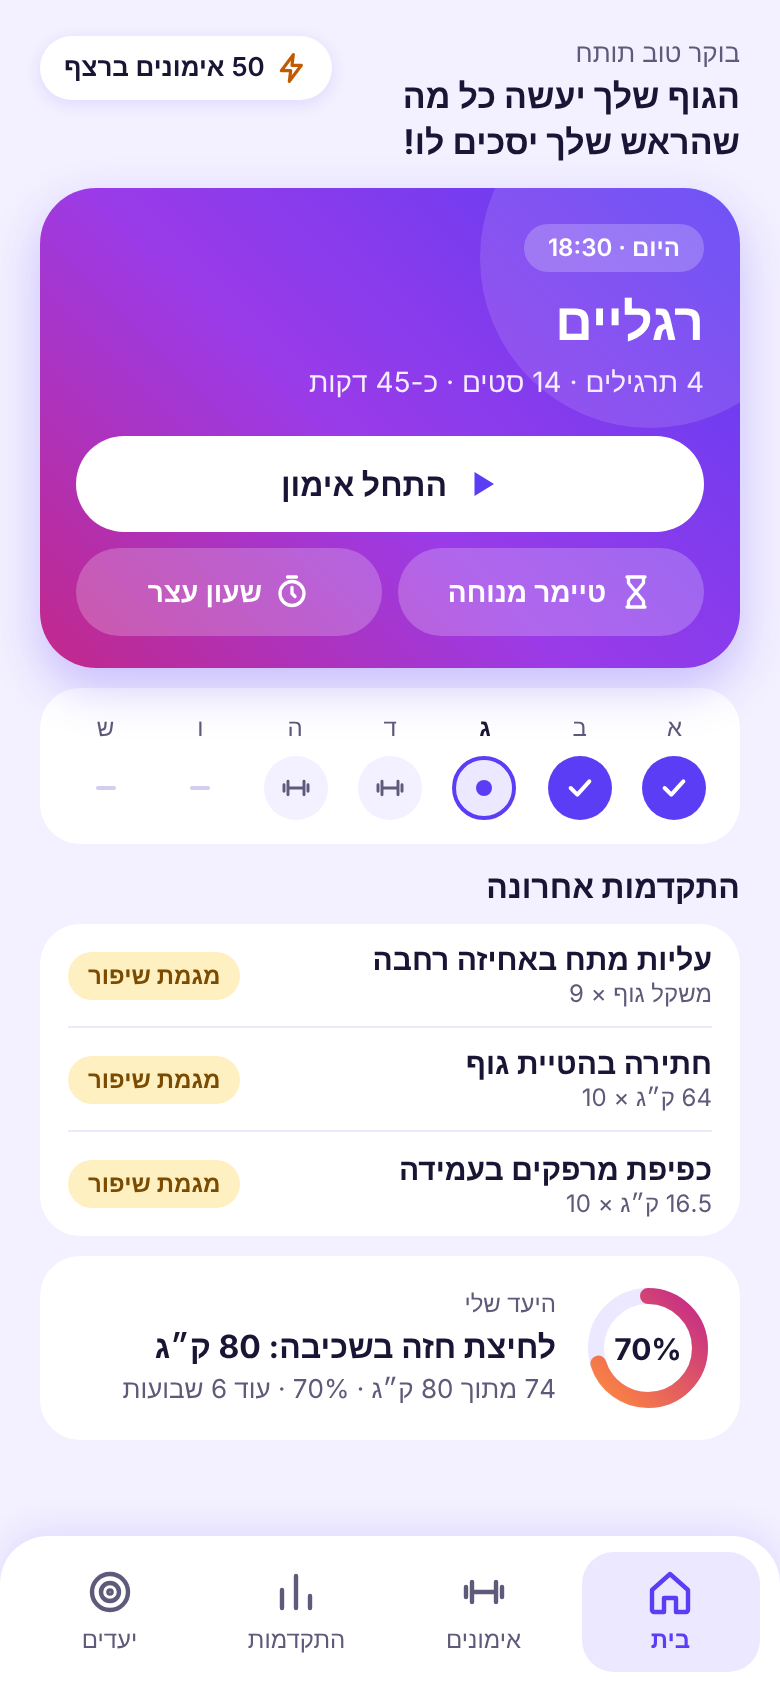 בוקר טוב תותח
הגוף שלך יעשה כל מה
שהראש שלך יסכים לו!
50 אימונים ברצף
היום · 18:30
רגליים
4 תרגילים · 14 סטים · כ-45 דקות
התחל אימון
טיימר מנוחה
שעון עצר
א ב ג ד ה ו ש
התקדמות אחרונה
עליות מתח באחיזה רחבה
משקל גוף × 9
מגמת שיפור
חתירה בהטיית גוף
64 ק״ג × 10
מגמת שיפור
כפיפת מרפקים בעמידה
16.5 ק״ג × 10
מגמת שיפור
70%
היעד שלי
לחיצת חזה בשכיבה: 80 ק״ג
74 מתוך 80 ק״ג · 70% · עוד 6 שבועות
בית
אימונים
התקדמות
יעדים